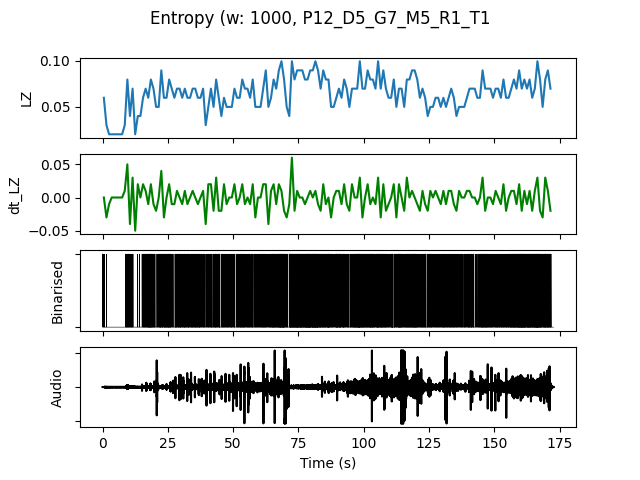 Entropy (w: 1000, P12_D5_G7_M5_R1_T1
0.10
0.05
LZ
0.05
0.00
−0.05
dt_LZ
Binarised
Audio
0 25 50 75 100 125 150 175
Time (s)